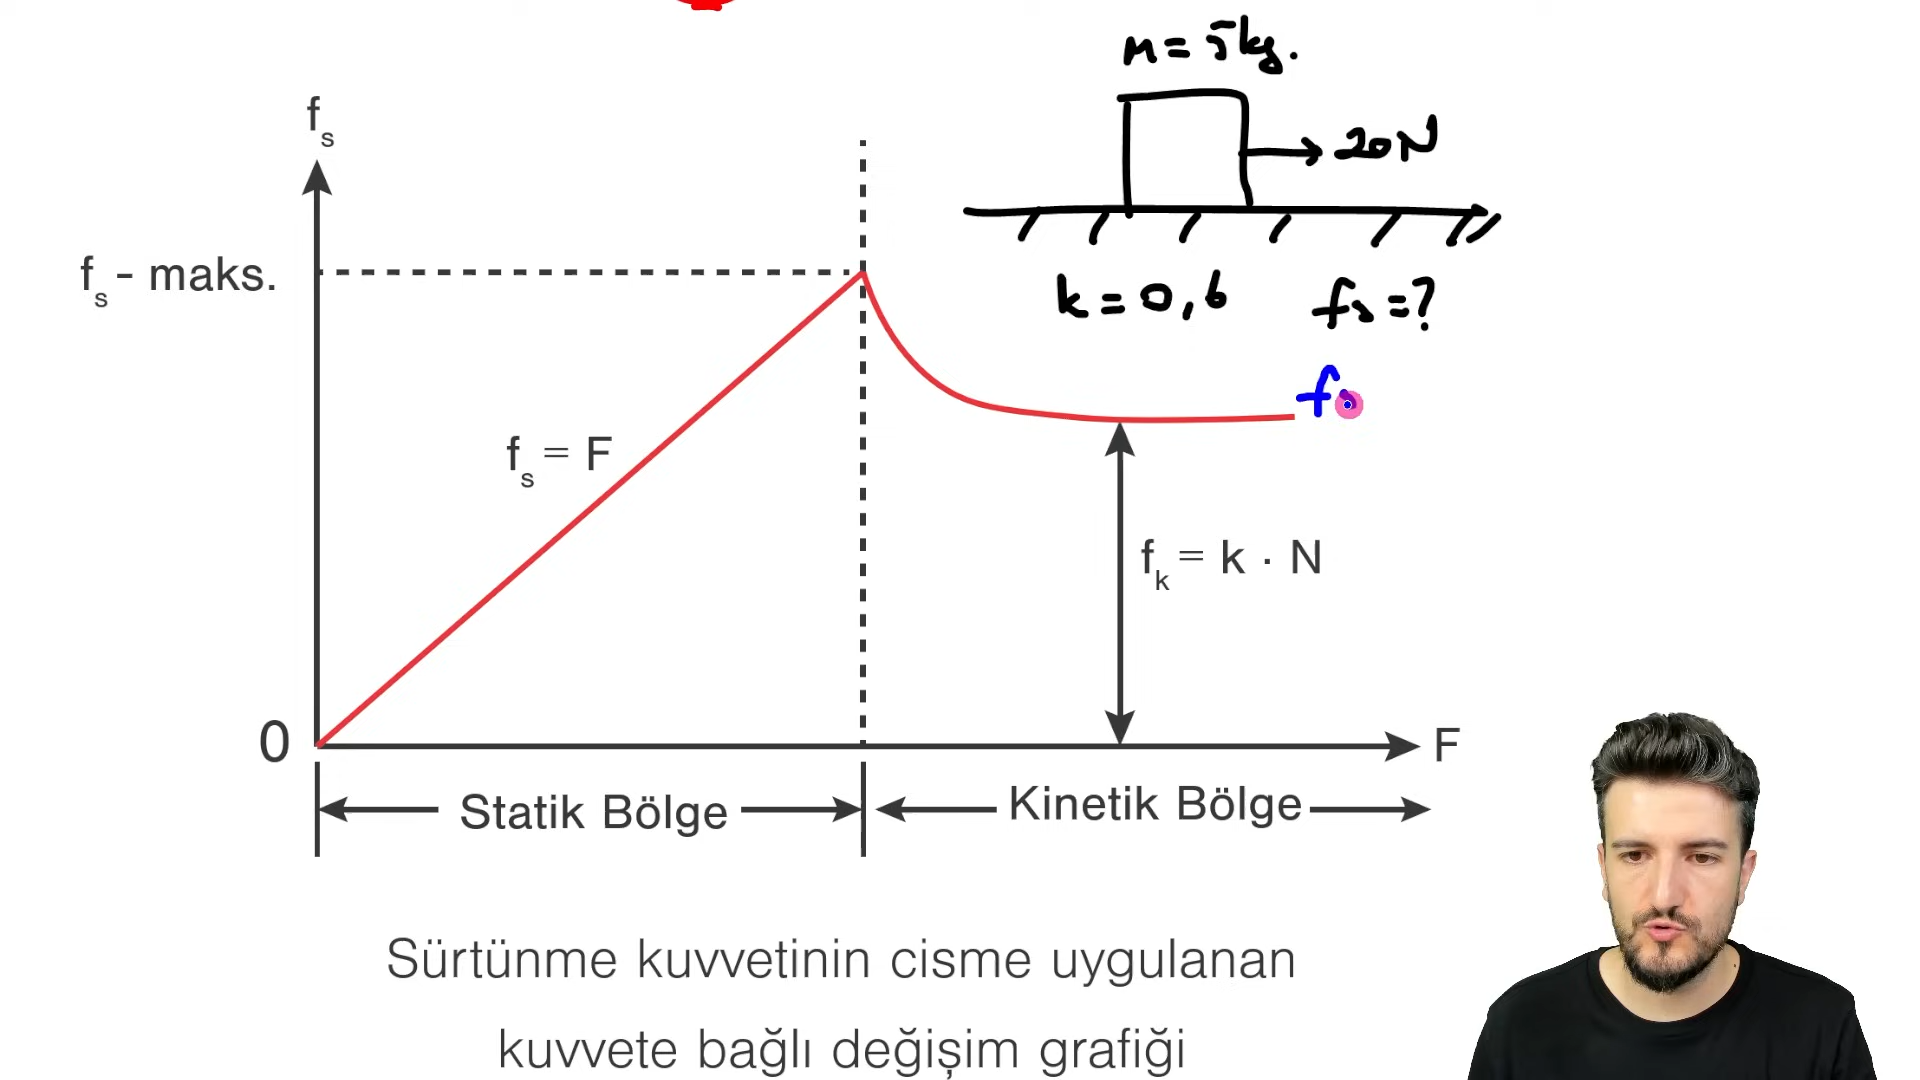 m = 5kg.
20N
k = 0,6 fs = ?
fs
fs
fs - maks.
fs = F
fk = k · N
0
F
Statik Bölge
Kinetik Bölge
Sürtünme kuvvetinin cisme uygulanan
kuvvete bağlı değişim grafiği